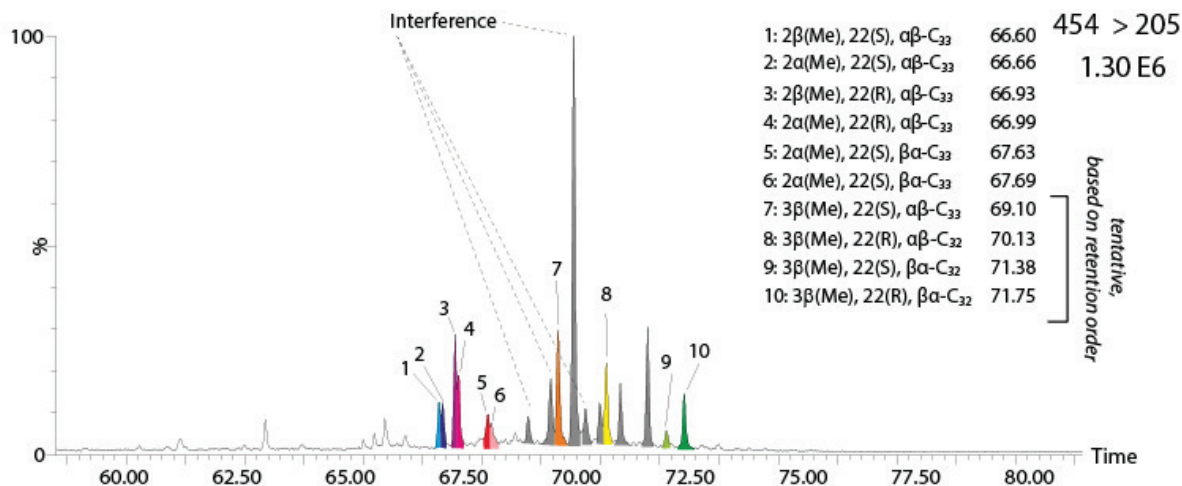 Interference
100
%
0
1: 2β(Me), 22(S), αβ-C₃₃ 66.60
2: 2α(Me), 22(S), αβ-C₃₃ 66.66
3: 2β(Me), 22(R), αβ-C₃₃ 66.93
4: 2α(Me), 22(R), αβ-C₃₃ 66.99
5: 2α(Me), 22(S), βα-C₃₃ 67.63
6: 2α(Me), 22(S), βα-C₃₃ 67.69
7: 3β(Me), 22(S), αβ-C₃₃ 69.10
8: 3β(Me), 22(R), αβ-C₃₂ 70.13
9: 3β(Me), 22(S), βα-C₃₂ 71.38
10: 3β(Me), 22(R), βα-C₃₂ 71.75
454 > 205
1.30 E6
tentative,
based on retention order
1
2
3
4
5
6
7
8
9
10
60.00 62.50 65.00 67.50 70.00 72.50 75.00 77.50 80.00
Time